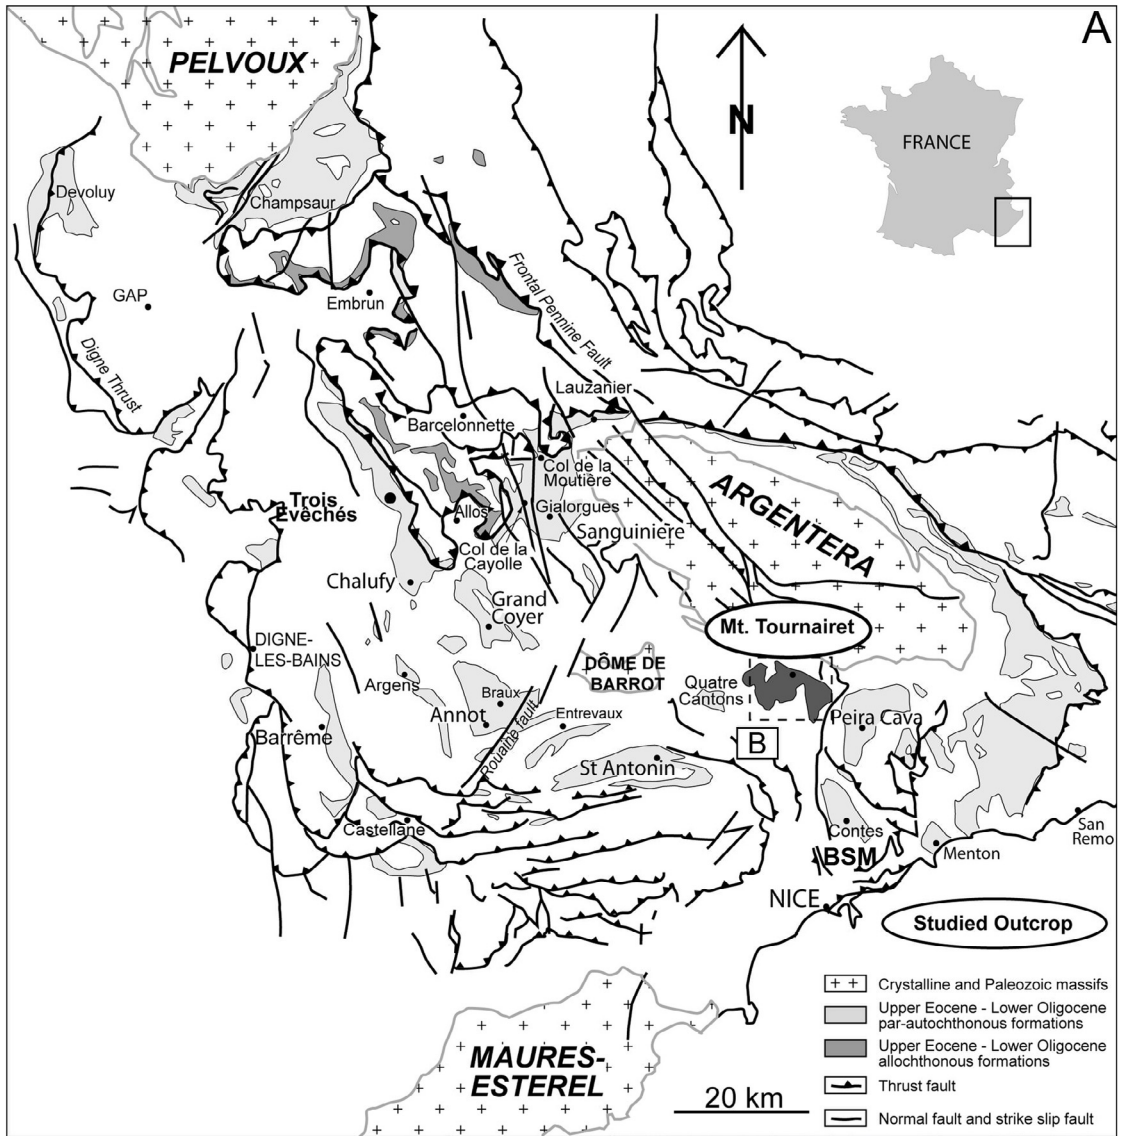 A
PELVOUX
N
FRANCE
Devoluy
Champsaur
GAP
Embrun
Frontal Pennine Fault
Digne Thrust
Lauzanier
Barcelonnette
Col de la
Moutière
ARGENTERA
Trois
Evêchés
Allos
Gialorgues
Sanguinière
Col de la
Cayolle
Chalufy
Grand
Coyer
Mt. Tournairet
DIGNE-
LES-BAINS
DÔME DE
BARROT
Argens
Quatre
Cantons
Braux
Annot
Rouaine fault
Entrevaux
Peira Cava
Barrême
B
St Antonin
Castellane
Contes
BSM
Menton
San
Remo
NICE
Studied Outcrop
Crystalline and Paleozoic massifs
Upper Eocene - Lower Oligocene
par-autochthonous formations
Upper Eocene - Lower Oligocene
allochthonous formations
Thrust fault
Normal fault and strike slip fault
MAURES-
ESTEREL
20 km